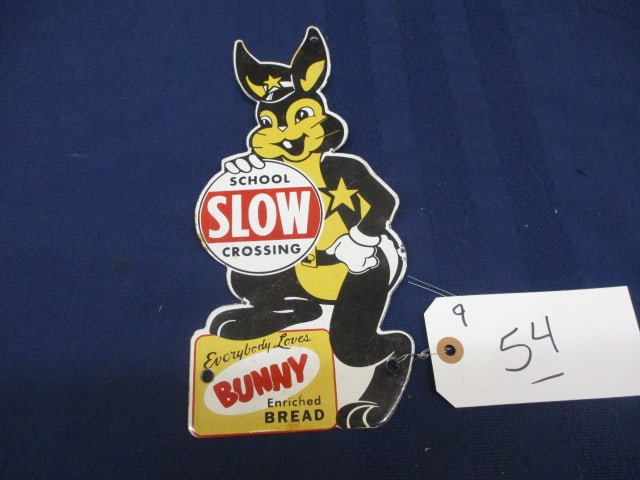 SCHOOL
SLOW
CROSSING
Everybody Loves
BUNNY
Enriched
BREAD
9
54